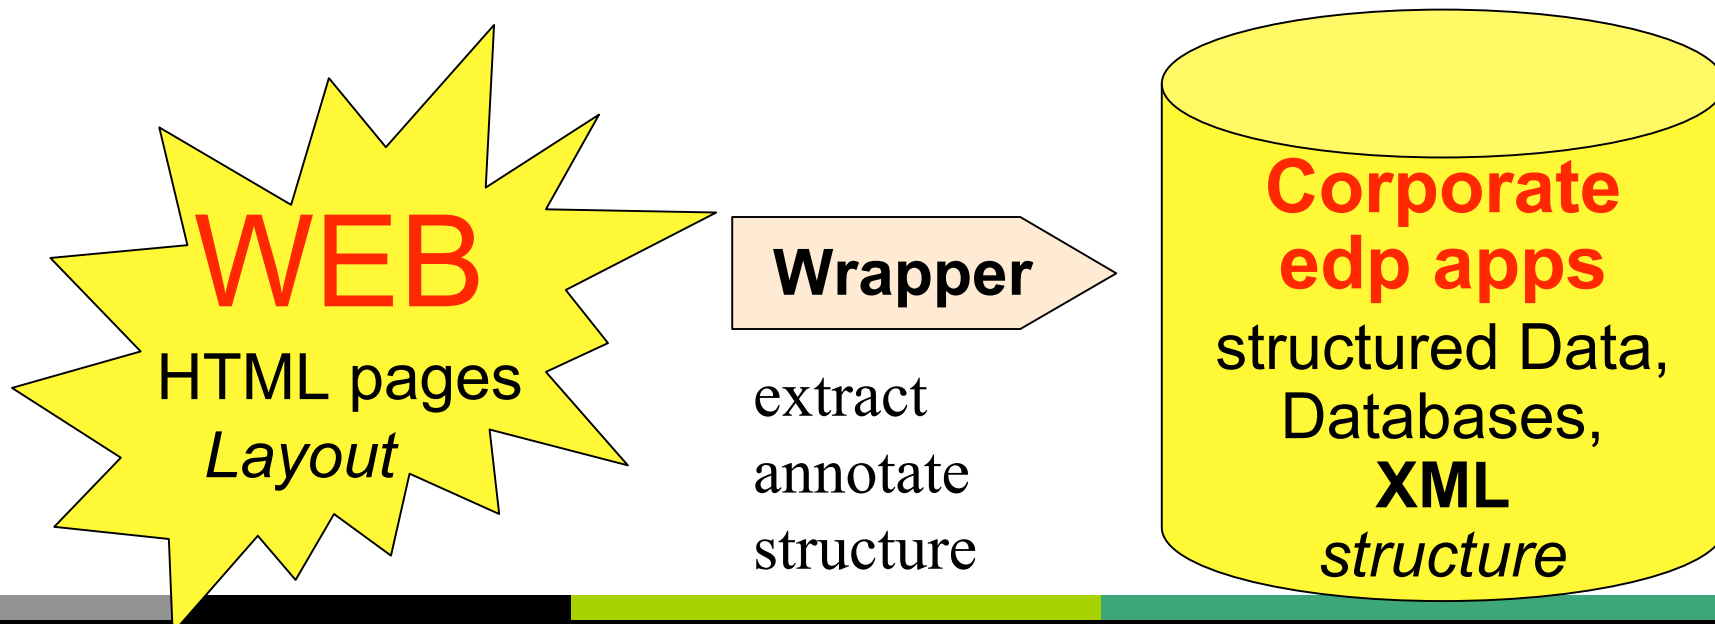 WEB
HTML pages
Layout
Wrapper
extract
annotate
structure
Corporate
edp apps
structured Data,
Databases,
XML
structure